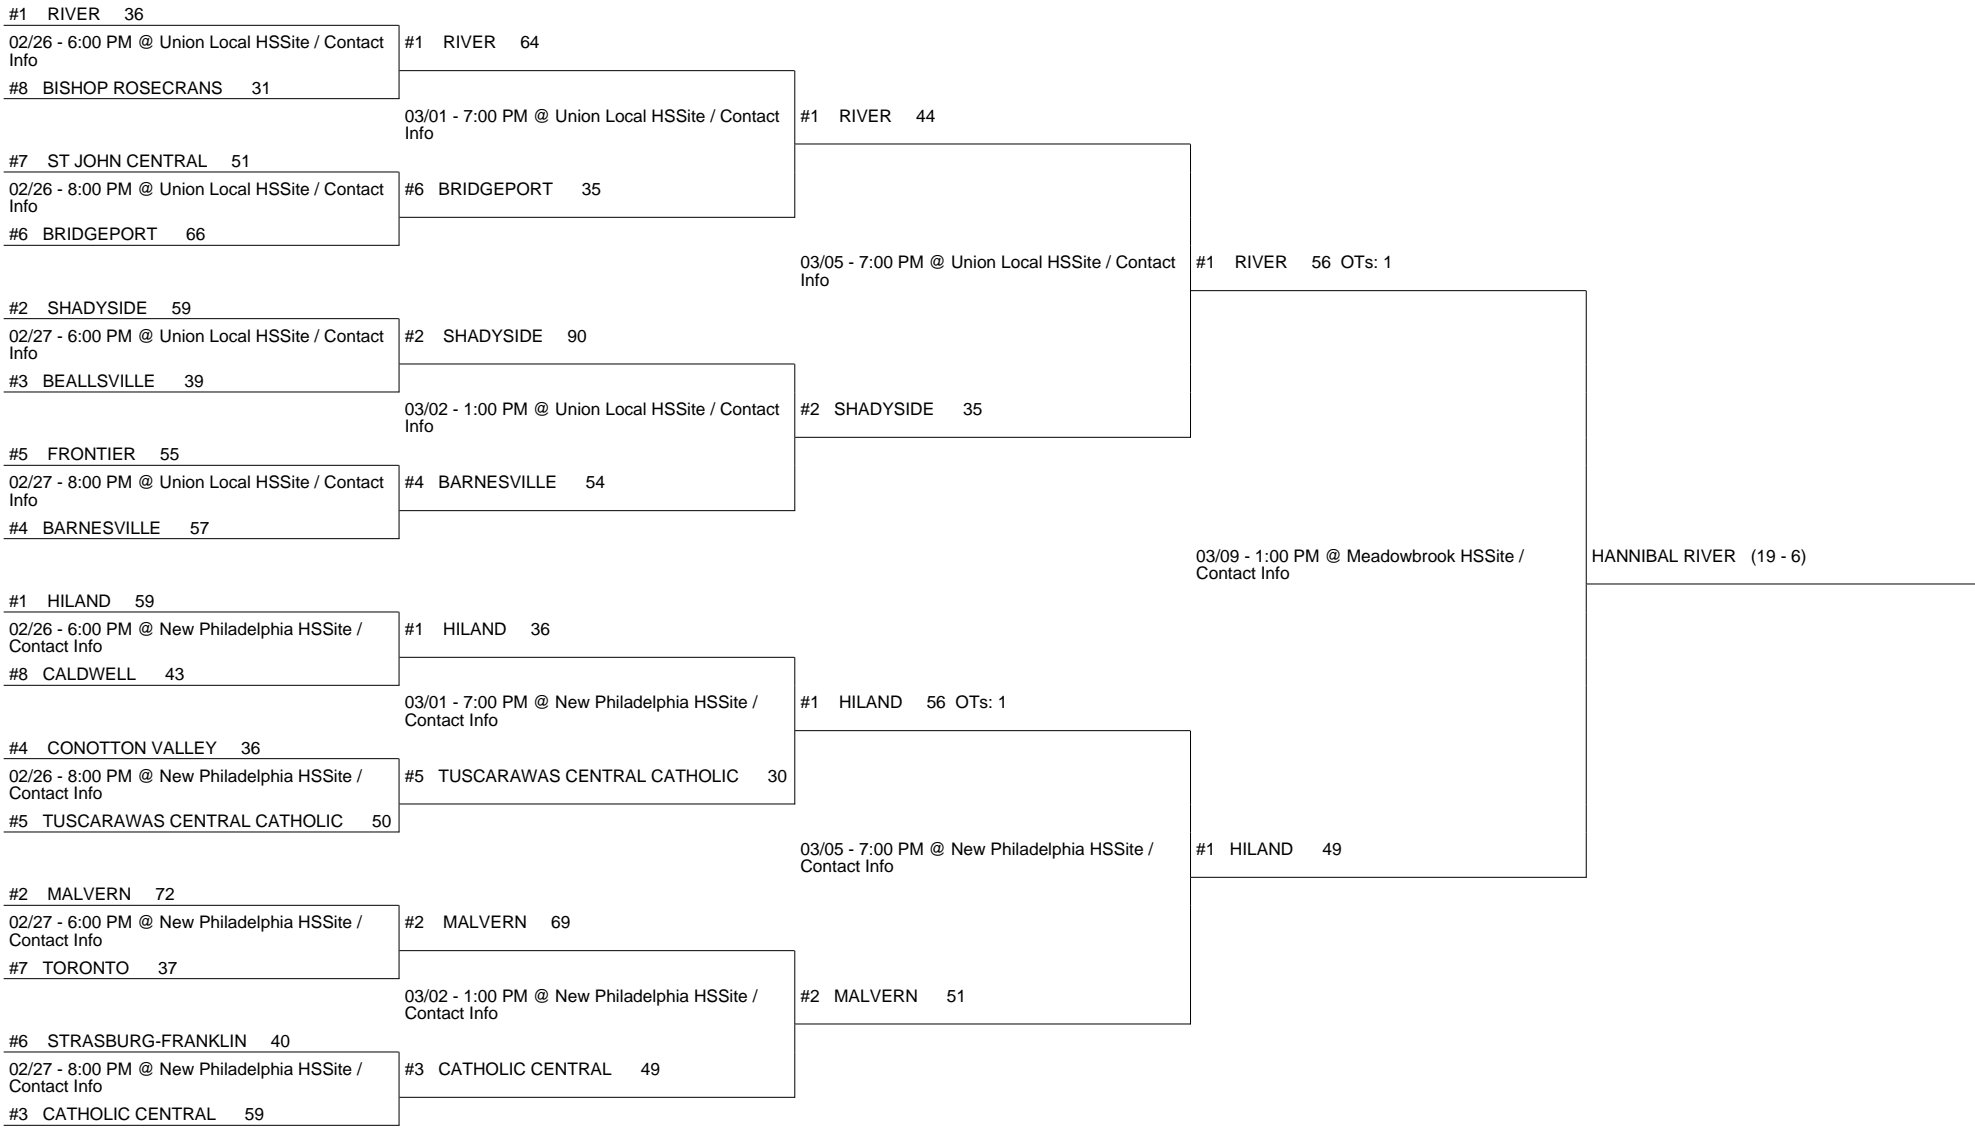 #1 RIVER 36
02/26 - 6:00 PM @ Union Local HSSite / Contact
Info
#8 BISHOP ROSECRANS 31
#7 ST JOHN CENTRAL 51
02/26 - 8:00 PM @ Union Local HSSite / Contact
Info
#6 BRIDGEPORT 66
#2 SHADYSIDE 59
02/27 - 6:00 PM @ Union Local HSSite / Contact
Info
#3 BEALLSVILLE 39
#5 FRONTIER 55
02/27 - 8:00 PM @ Union Local HSSite / Contact
Info
#4 BARNESVILLE 57
#1 HILAND 59
02/26 - 6:00 PM @ New Philadelphia HSSite /
Contact Info
#8 CALDWELL 43
#4 CONOTTON VALLEY 36
02/26 - 8:00 PM @ New Philadelphia HSSite /
Contact Info
#5 TUSCARAWAS CENTRAL CATHOLIC 50
#2 MALVERN 72
02/27 - 6:00 PM @ New Philadelphia HSSite /
Contact Info
#7 TORONTO 37
#6 STRASBURG-FRANKLIN 40
02/27 - 8:00 PM @ New Philadelphia HSSite /
Contact Info
#3 CATHOLIC CENTRAL 59
#1 RIVER 64
03/01 - 7:00 PM @ Union Local HSSite / Contact
Info
#6 BRIDGEPORT 35
#2 SHADYSIDE 90
03/02 - 1:00 PM @ Union Local HSSite / Contact
Info
#4 BARNESVILLE 54
#1 HILAND 36
03/01 - 7:00 PM @ New Philadelphia HSSite /
Contact Info
#5 TUSCARAWAS CENTRAL CATHOLIC 30
#2 MALVERN 69
03/02 - 1:00 PM @ New Philadelphia HSSite /
Contact Info
#3 CATHOLIC CENTRAL 49
#1 RIVER 44
03/05 - 7:00 PM @ Union Local HSSite / Contact
Info
#2 SHADYSIDE 35
#1 HILAND 56 OTs: 1
03/05 - 7:00 PM @ New Philadelphia HSSite /
Contact Info
#2 MALVERN 51
#1 RIVER 56 OTs: 1
03/09 - 1:00 PM @ Meadowbrook HSSite /
Contact Info
#1 HILAND 49
HANNIBAL RIVER (19 - 6)